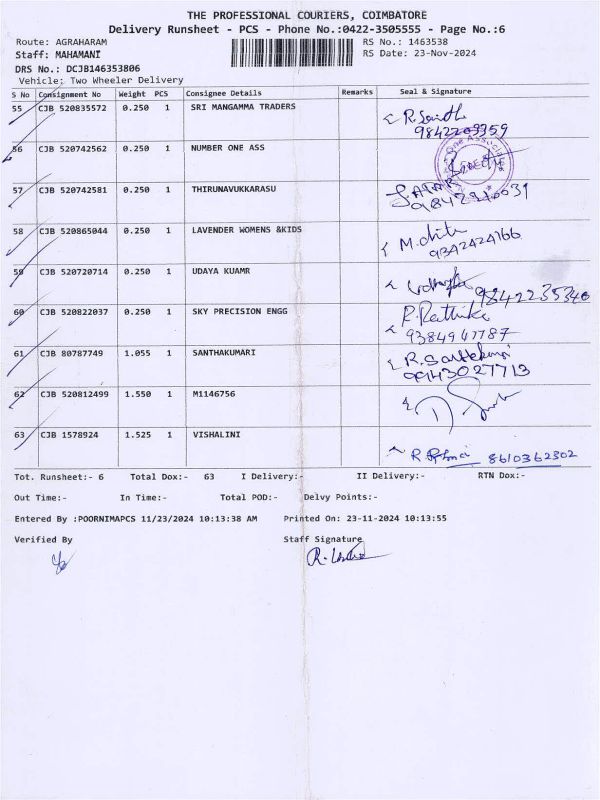 THE PROFESSIONAL COURIERS, COIMBATORE
Delivery Runsheet - PCS - Phone No.:0422-3505555 - Page No.:6
Route: AGRAHARAM RS No.: 1463538
Staff: MAHAMANI RS Date: 23-Nov-2024
DRS No.: DCJB146353806
Vehicle: Two Wheeler Delivery
S No Consignment No Weight PCS Consignee Details Remarks Seal & Signature
55 CJB 520835572 0.250 1 SRI MANGAMMA TRADERS
56 CJB 520742562 0.250 1 NUMBER ONE ASS
57 CJB 520742581 0.250 1 THIRUNAVUKKARASU
58 CJB 520865044 0.250 1 LAVENDER WOMENS &KIDS
9342424766
59 CJB 520720714 0.250 1 UDAYA KUAMR
9842235340
60 CJB 520822037 0.250 1 SKY PRECISION ENGG
9384947787
61 CJB 80787749 1.055 1 SANTHAKUMARI
9943027713
62 CJB 520812499 1.550 1 M1146756
63 CJB 1578924 1.525 1 VISHALINI
8610362302
Tot. Runsheet:- 6 Total Dox:- 63 I Delivery:- II Delivery:- RTN Dox:-
Out Time:- In Time:- Total POD:- Delvy Points:-
Entered By :POORNIMAPCS 11/23/2024 10:13:38 AM Printed On: 23-11-2024 10:13:55
Verified By Staff Signature